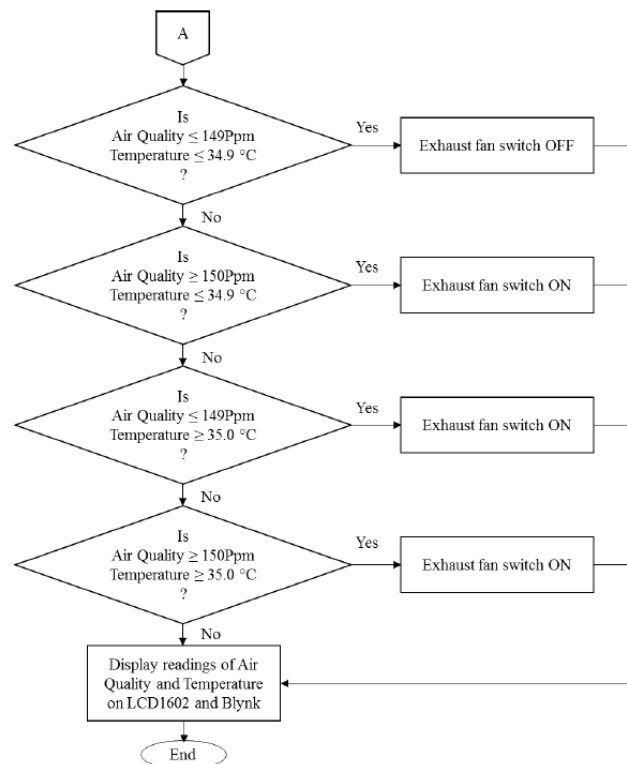 A
Is
Air Quality ≤ 149Ppm
Temperature ≤ 34.9 °C
?
Yes
Exhaust fan switch OFF
No
Is
Air Quality ≥ 150Ppm
Temperature ≤ 34.9 °C
?
Yes
Exhaust fan switch ON
No
Is
Air Quality ≤ 149Ppm
Temperature ≥ 35.0 °C
?
Yes
Exhaust fan switch ON
No
Is
Air Quality ≥ 150Ppm
Temperature ≥ 35.0 °C
?
Yes
Exhaust fan switch ON
No
Display readings of Air
Quality and Temperature
on LCD1602 and Blynk
End